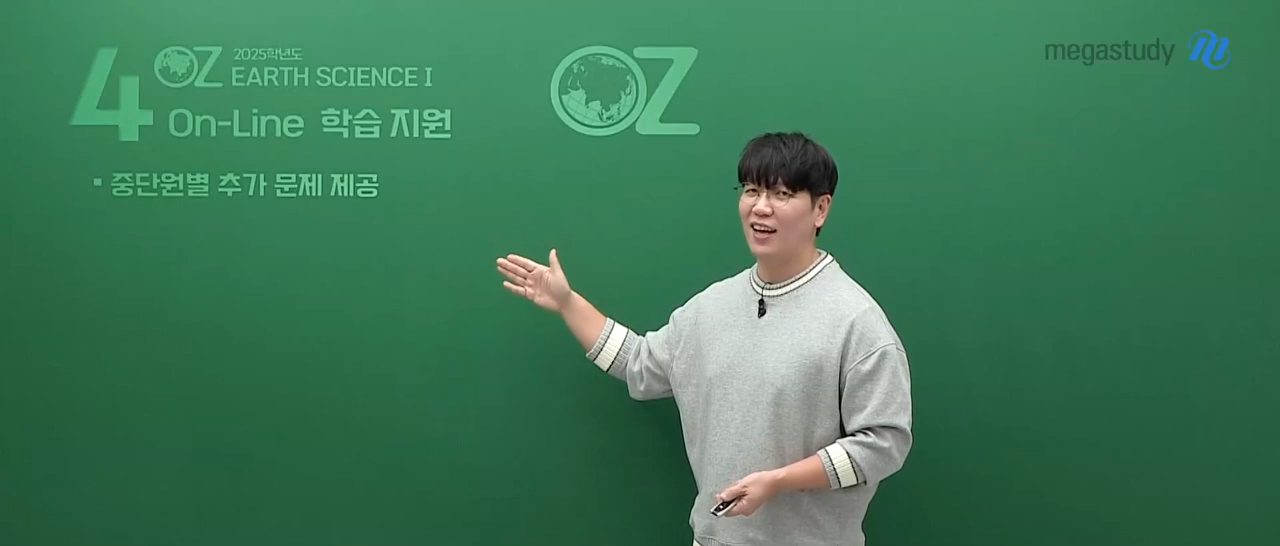 4
OZ 2025학년도
EARTH SCIENCE I
On-Line 학습 지원
▪ 중단원별 추가 문제 제공
OZ
megastudy